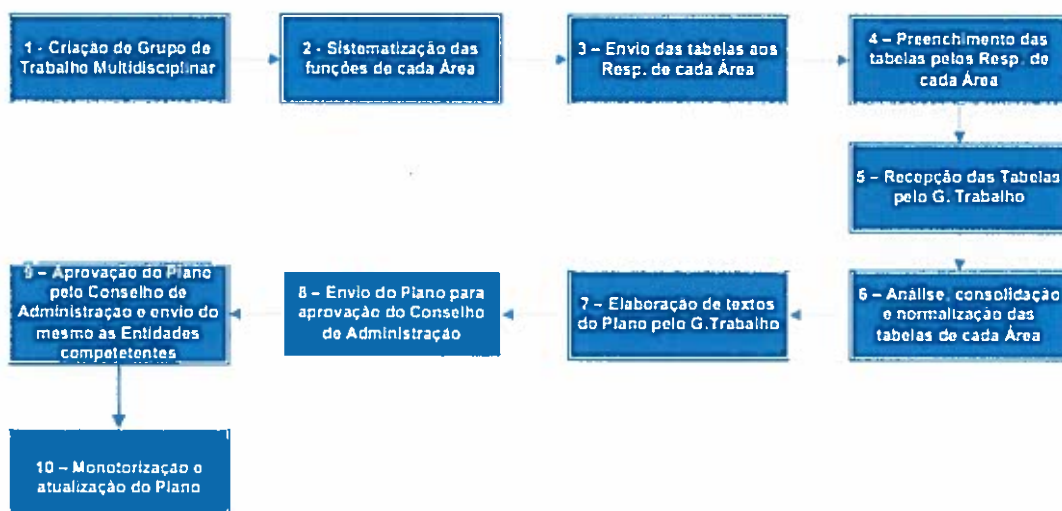 1 - Criação de Grupo de
Trabalho Multidisciplinar
2 - Sistematização das
funções de cada Área
3 – Envio das tabelas aos
Resp. de cada Área
4 – Preenchimento das
tabelas pelos Resp. de
cada Área
5 – Recepção das Tabelas
pelo G. Trabalho
6 – Análise, consolidação
e normalização das
tabelas de cada Área
7 – Elaboração de textos
do Plano pelo G.Trabalho
8 – Envio do Plano para
aprovação do Conselho
de Administração
9 – Aprovação do Plano
pelo Conselho de
Administração e envio do
mesmo às Entidades
competetentes
10 – Monotorização e
atualização do Plano